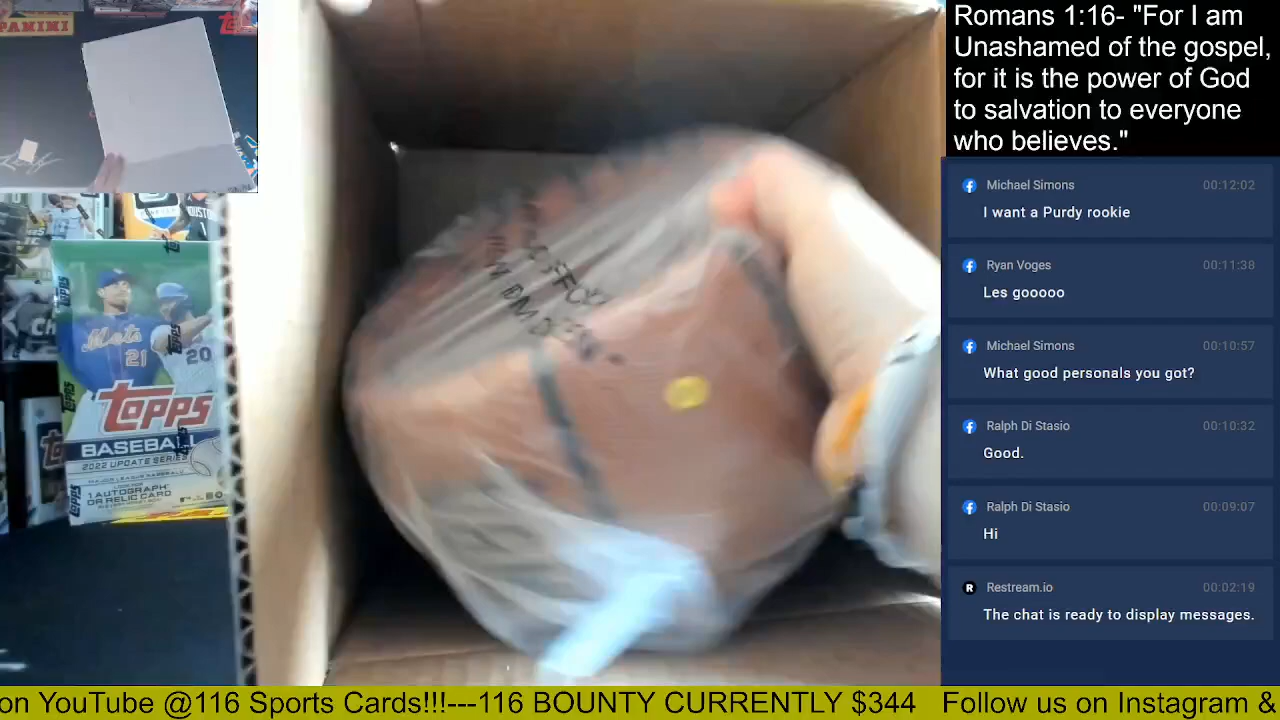 PANINI
Romans 1:16- "For I am
Unashamed of the gospel,
for it is the power of God
to salvation to everyone
who believes."
Michael Simons
00:12:02
I want a Purdy rookie
Ryan Voges
00:11:38
Les gooooo
Michael Simons
00:10:57
What good personals you got?
Ralph Di Stasio
00:10:32
Good.
Ralph Di Stasio
00:09:07
Hi
Restream.io
00:02:19
The chat is ready to display messages.
Mets
21
20
TOPPS
BASEBALL
2022 UPDATE SERIES
1 AUTOGRAPH
OR RELIC CARD
on YouTube @116 Sports Cards!!!---116 BOUNTY CURRENTLY $344 Follow us on Instagram &